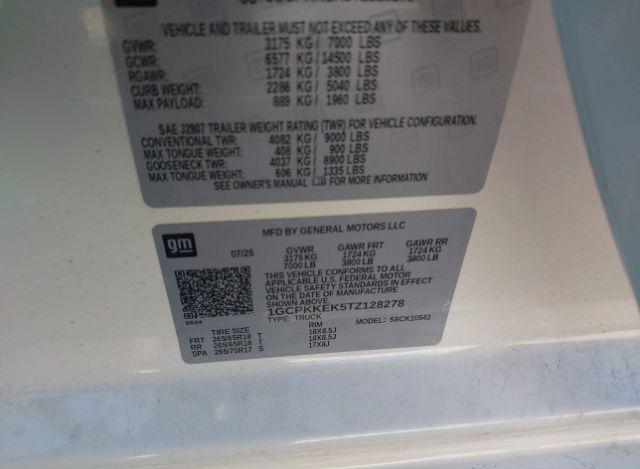 VEHICLE AND TRAILER MUST NOT EXCEED ANY OF THESE VALUES
GVWR: 3175 KG / 7000 LBS
GCWR: 6577 KG / 14500 LBS
RGAWR: 1724 KG / 3800 LBS
CURB WEIGHT: 2286 KG / 5040 LBS
MAX PAYLOAD: 889 KG / 1960 LBS
SAE J2807 TRAILER WEIGHT RATING (TWR) FOR VEHICLE CONFIGURATION.
CONVENTIONAL TWR: 4082 KG / 9000 LBS
MAX TONGUE WEIGHT: 408 KG / 900 LBS
GOOSENECK TWR: 4037 KG / 8900 LBS
MAX TONGUE WEIGHT: 606 KG / 1335 LBS
SEE OWNER'S MANUAL FOR MORE INFORMATION
gm
MFD BY GENERAL MOTORS LLC
07/25 GVWR GAWR FRT GAWR RR
3175 KG 1724 KG 1724 KG
7000 LB 3800 LB 3800 LB
THIS VEHICLE CONFORMS TO ALL
APPLICABLE U.S. FEDERAL MOTOR
VEHICLE SAFETY STANDARDS IN EFFECT
ON THE DATE OF MANUFACTURE
SHOWN ABOVE.
1GCPKKEK5TZ128278
TYPE: TRUCK MODEL: S8CK10543
8624
TIRE SIZE RIM
FRT 265/65R18 T 18X8.5J
RR 265/65R18 T 18X8.5J
SPA 265/70R17 S 17X8J